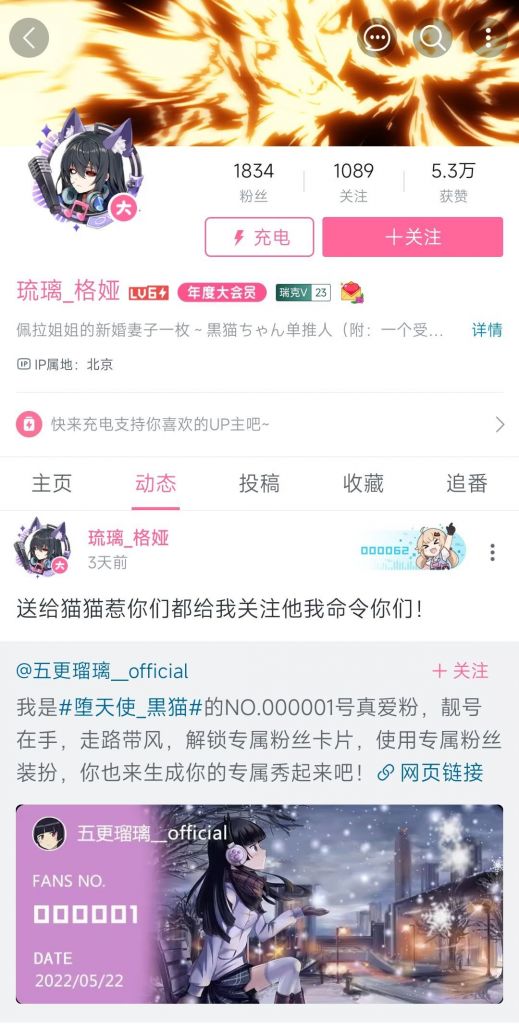 1834
粉丝
1089
关注
5.3万
获赞
大
充电
十关注
琉璃_格娅 LV6 年度大会员 瑞克V 23
佩拉姐姐的新婚妻子一枚～黒猫ちゃん单推人（附：一个受... 详情
IP IP属地：北京
快来充电支持你喜欢的UP主吧~
主页 动态 投稿 收藏 追番
琉璃_格娅
3天前
大
000062
送给猫猫惹你们都给我关注他我命令你们！
@五更瑠璃__official
+ 关注
我是#堕天使_黒猫#的NO.000001号真爱粉，靓号
在手，走路带风，解锁专属粉丝卡片，使用专属粉丝
装扮，你也来生成你的专属秀起来吧！ 网页链接
五更瑠璃__official
FANS NO.
000001
DATE
2022/05/22